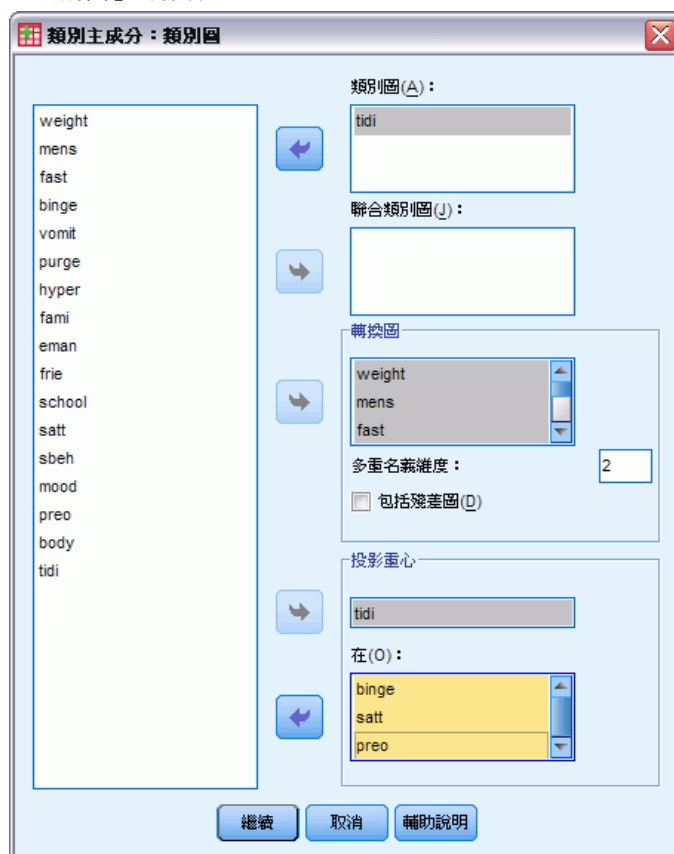 類別主成分：類別圖
weight
mens
fast
binge
vomit
purge
hyper
fami
eman
frie
school
satt
sbeh
mood
preo
body
tidi
類別圖(A)：
tidi
聯合類別圖(J)：
轉換圖
weight
mens
fast
多重名義維度：
2
包括殘差圖(D)
投影重心
tidi
在(O)：
binge
satt
preo
繼續
取消
輔助說明